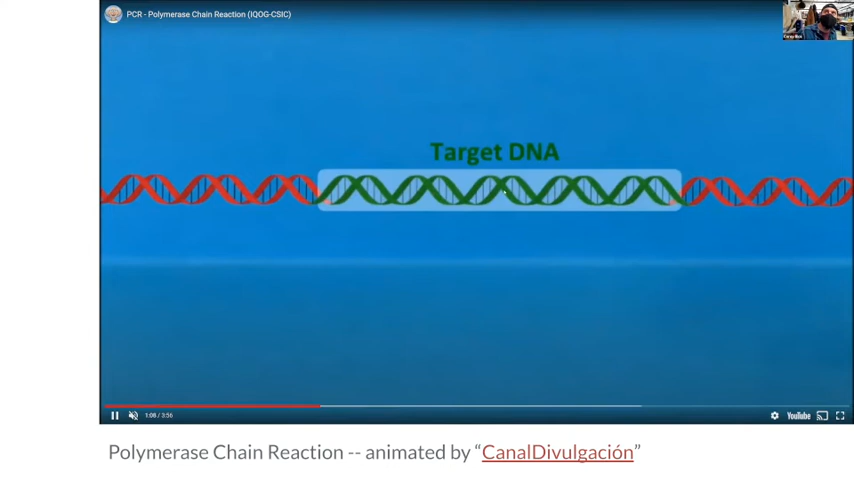 PCR - Polymerase Chain Reaction (IQOG-CSIC)
Target DNA
1:08 / 3:56
YouTube
Polymerase Chain Reaction -- animated by “CanalDivulgación”